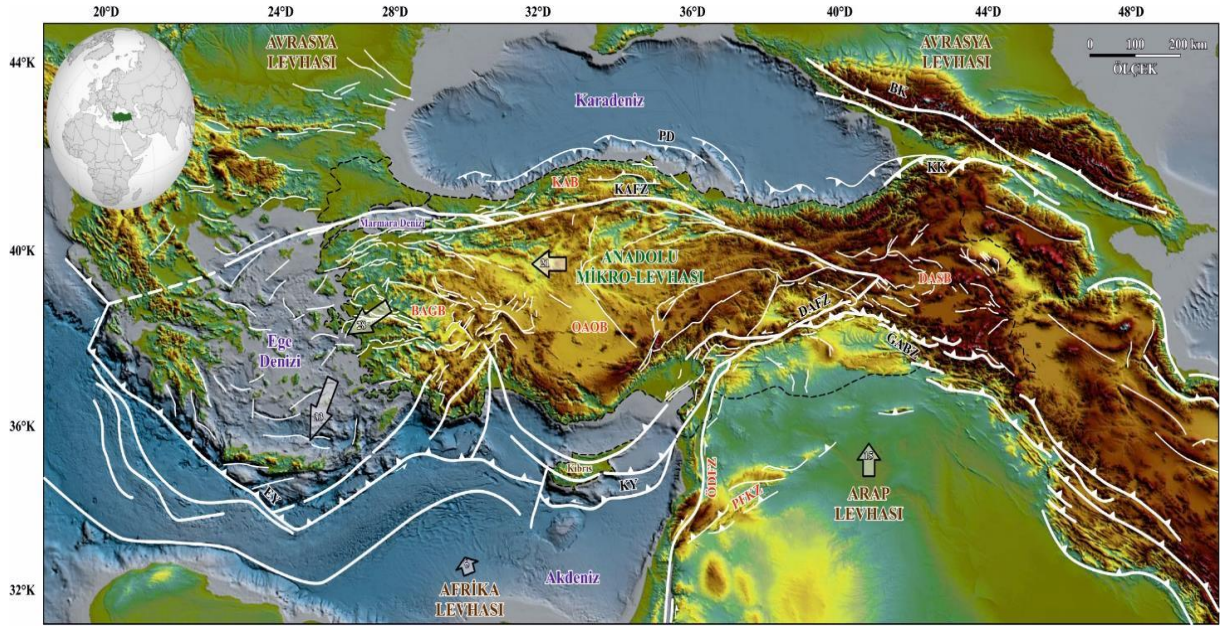 20°D 24°D 28°D 32°D 36°D 40°D 44°D 48°D
44°K
AVRASYA
LEVHASI
AVRASYA
LEVHASI
0 100 200 km
ÖLÇEK
Karadeniz
BK
PD
KK
KAB
KAFZ
Marmara Denizi
40°K
ANADOLU
MİKRO-LEVHASI
DASB
DAFZ
BAGB
OAOB
GABZ
Ege
Denizi
36°K
Kıbrıs
EY
KY
ÖDFZ
PFKZ
15
ARAP
LEVHASI
Akdeniz
AFRİKA
LEVHASI
32°K